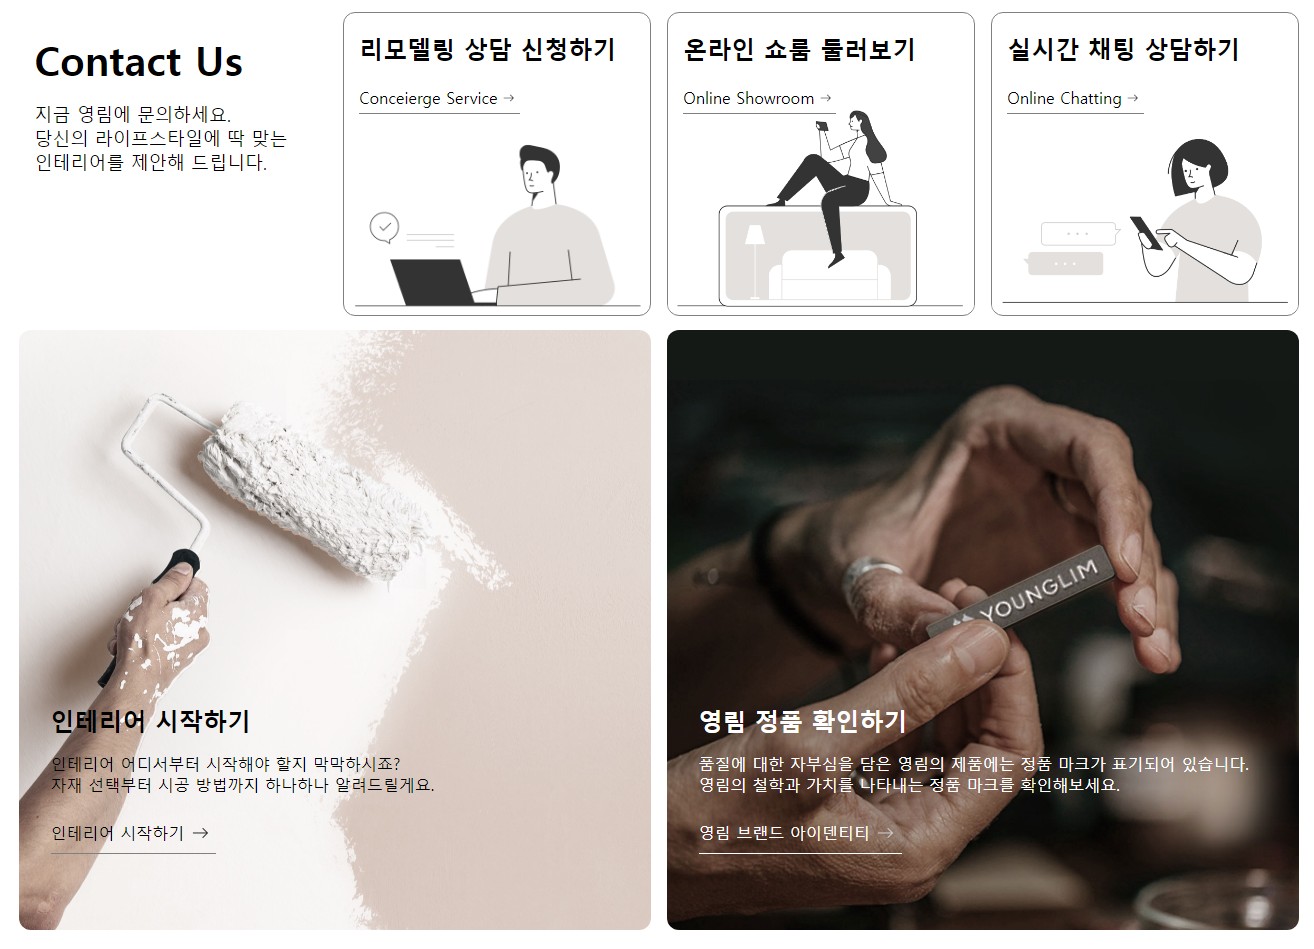 Contact Us
지금 영림에 문의하세요.
당신의 라이프스타일에 딱 맞는
인테리어를 제안해 드립니다.
리모델링 상담 신청하기
Conceierge Service →
온라인 쇼룸 둘러보기
Online Showroom →
실시간 채팅 상담하기
Online Chatting →
인테리어 시작하기
인테리어 어디서부터 시작해야 할지 막막하시죠?
자재 선택부터 시공 방법까지 하나하나 알려드릴게요.
인테리어 시작하기 →
YOUNGLIM
영림 정품 확인하기
품질에 대한 자부심을 담은 영림의 제품에는 정품 마크가 표기되어 있습니다.
영림의 철학과 가치를 나타내는 정품 마크를 확인해보세요.
영림 브랜드 아이덴티티 →